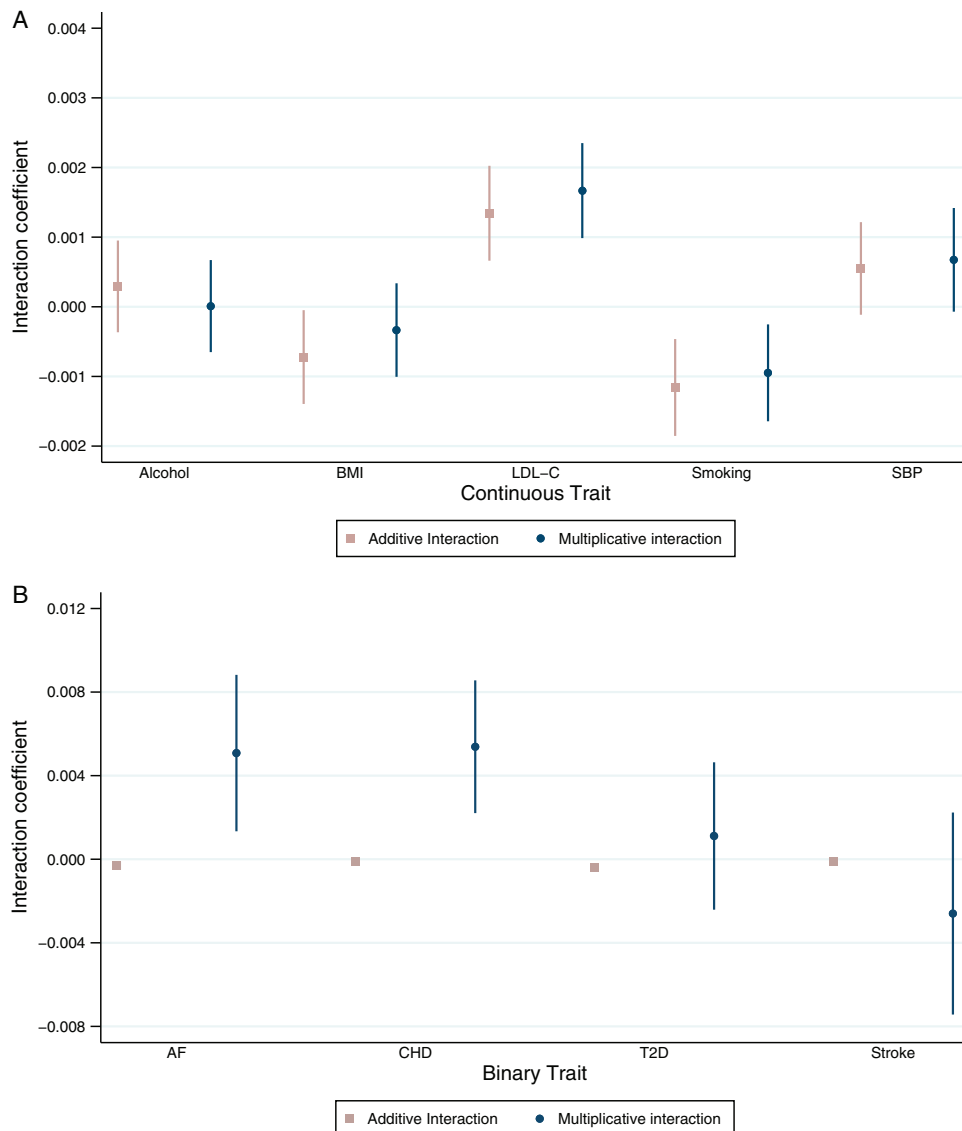 A
0.004
0.003
0.002
0.001
0.000
−0.001
−0.002
Interaction coefficient
Alcohol BMI LDL−C Smoking SBP
Continuous Trait
Additive Interaction Multiplicative interaction
B
0.012
0.008
0.004
0.000
−0.004
−0.008
Interaction coefficient
AF CHD T2D Stroke
Binary Trait
Additive Interaction Multiplicative interaction